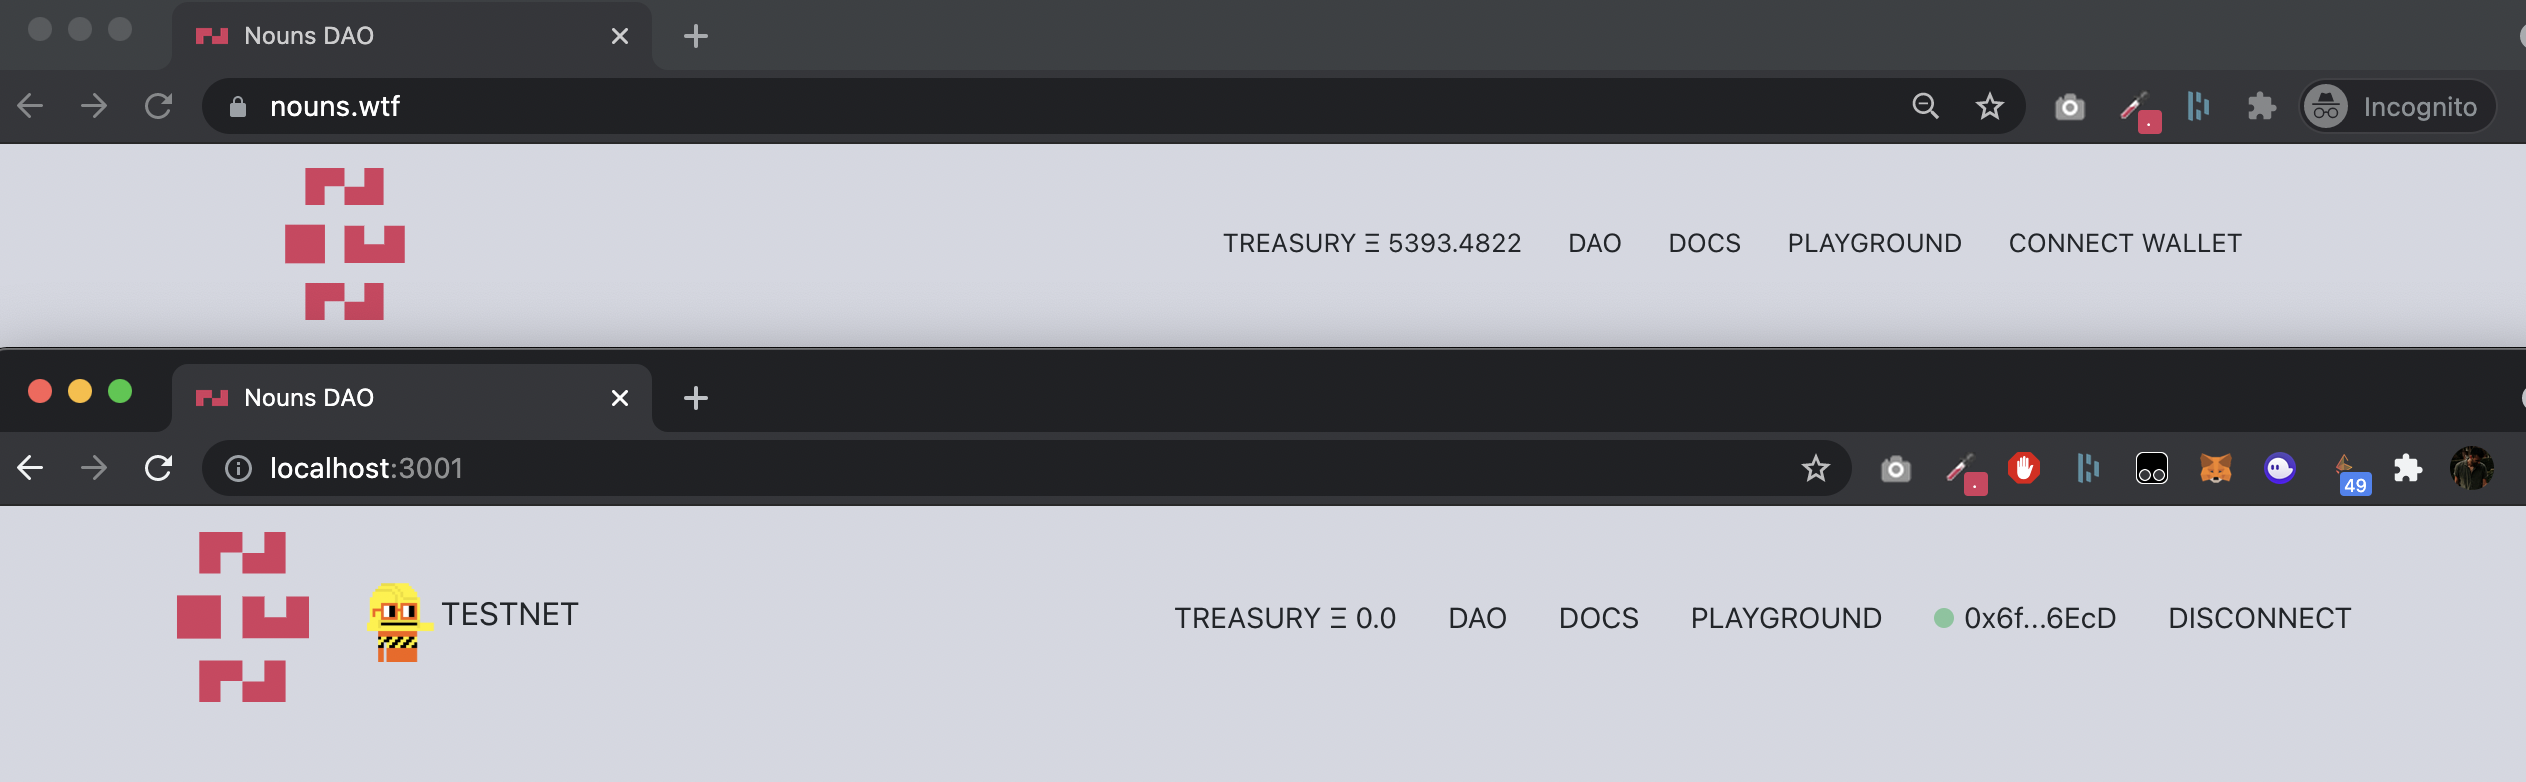 Nouns DAO
nouns.wtf
Incognito
TREASURY Ξ 5393.4822 DAO DOCS PLAYGROUND CONNECT WALLET
Nouns DAO
localhost:3001
49
TESTNET
TREASURY Ξ 0.0 DAO DOCS PLAYGROUND 0x6f...6EcD DISCONNECT